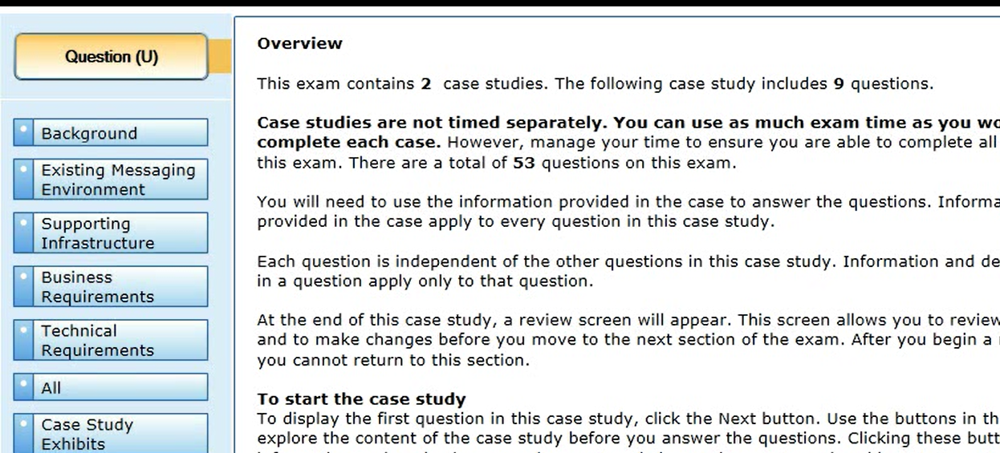 Question (U)
Background
Existing Messaging
Environment
Supporting
Infrastructure
Business
Requirements
Technical
Requirements
All
Case Study
Exhibits
Overview
This exam contains 2 case studies. The following case study includes 9 questions.
Case studies are not timed separately. You can use as much exam time as you wo
complete each case. However, manage your time to ensure you are able to complete all
this exam. There are a total of 53 questions on this exam.
You will need to use the information provided in the case to answer the questions. Informa
provided in the case apply to every question in this case study.
Each question is independent of the other questions in this case study. Information and de
in a question apply only to that question.
At the end of this case study, a review screen will appear. This screen allows you to review
and to make changes before you move to the next section of the exam. After you begin a
you cannot return to this section.
To start the case study
To display the first question in this case study, click the Next button. Use the buttons in th
explore the content of the case study before you answer the questions. Clicking these butt